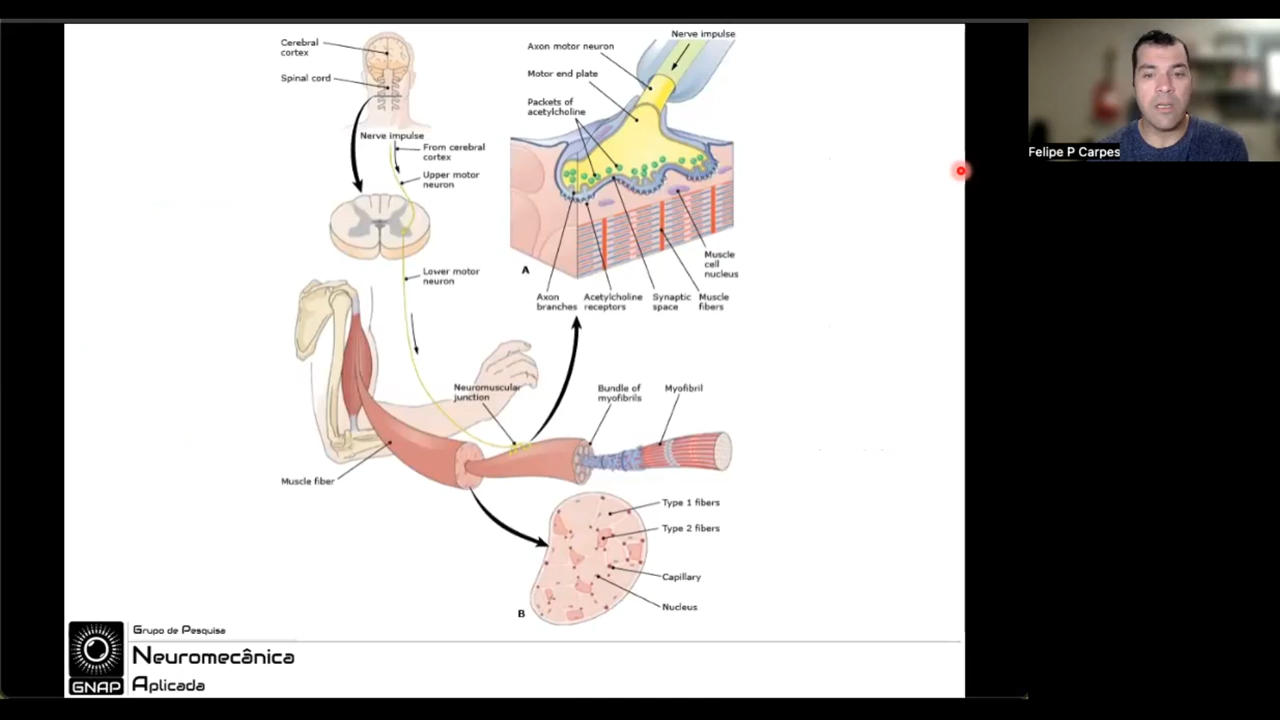 Cerebral
cortex
Spinal cord
Nerve impulse
From cerebral
cortex
Upper motor
neuron
Lower motor
neuron
Neuromuscular
junction
Muscle fiber
Bundle of
myofibrils
Myofibril
Nerve impulse
Axon motor neuron
Motor end plate
Packets of
acetylcholine
Muscle
cell
nucleus
A
Axon
branches
Acetylcholine
receptors
Synaptic
space
Muscle
fibers
Type 1 fibers
Type 2 fibers
Capillary
Nucleus
B
GNAP
Grupo de Pesquisa
Neuromecânica
Aplicada
Felipe P Carpes